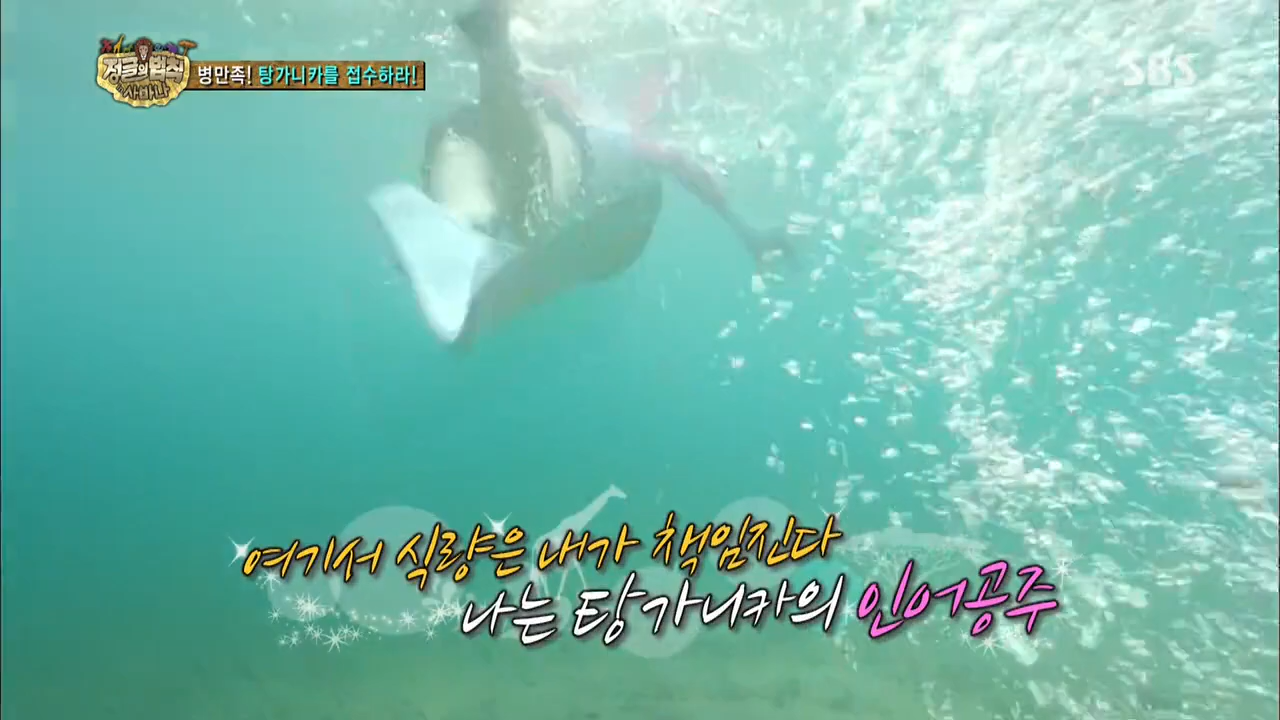 정글의 법칙
in 사바나
병만족! 탕가니카를 접수하라!
SBS
여기서 식량은 내가 책임진다
나는 탕가니카의 인어공주